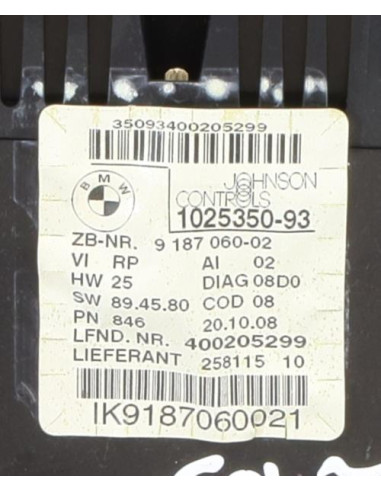 35093400205299
BMW
JOHNSON
CONTROLS
1025350-93
ZB-NR. 9 187 060-02
VI RP AI 02
HW 25 DIAG 08D0
SW 89.45.80 COD 08
PN 846 20.10.08
LFND. NR. 400205299
LIEFERANT 258115 10
IK9187060021